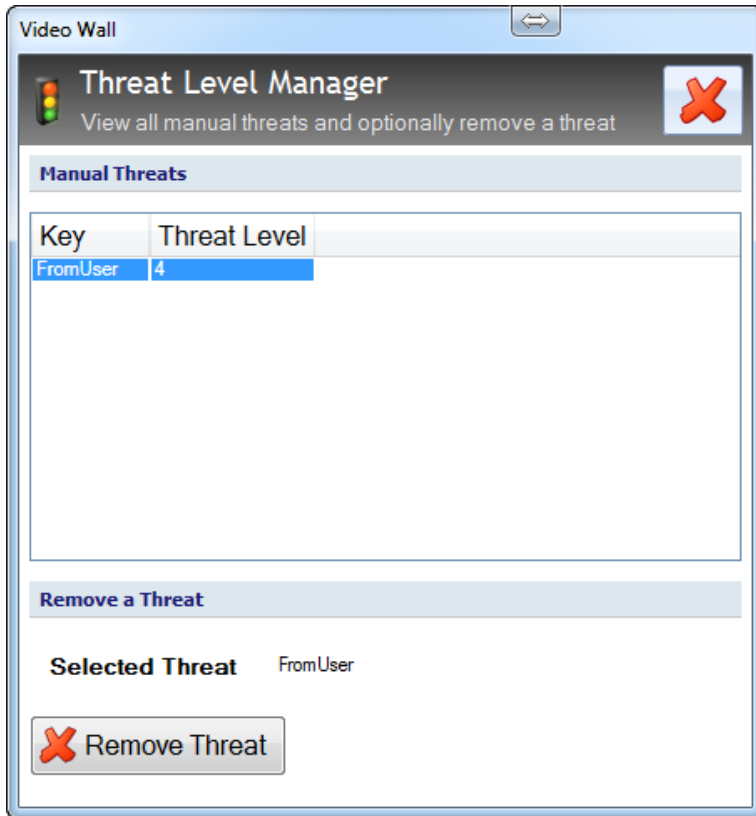 Video Wall
Threat Level Manager
View all manual threats and optionally remove a threat
Manual Threats
Key Threat Level
FromUser 4
Remove a Threat
Selected Threat FromUser
Remove Threat